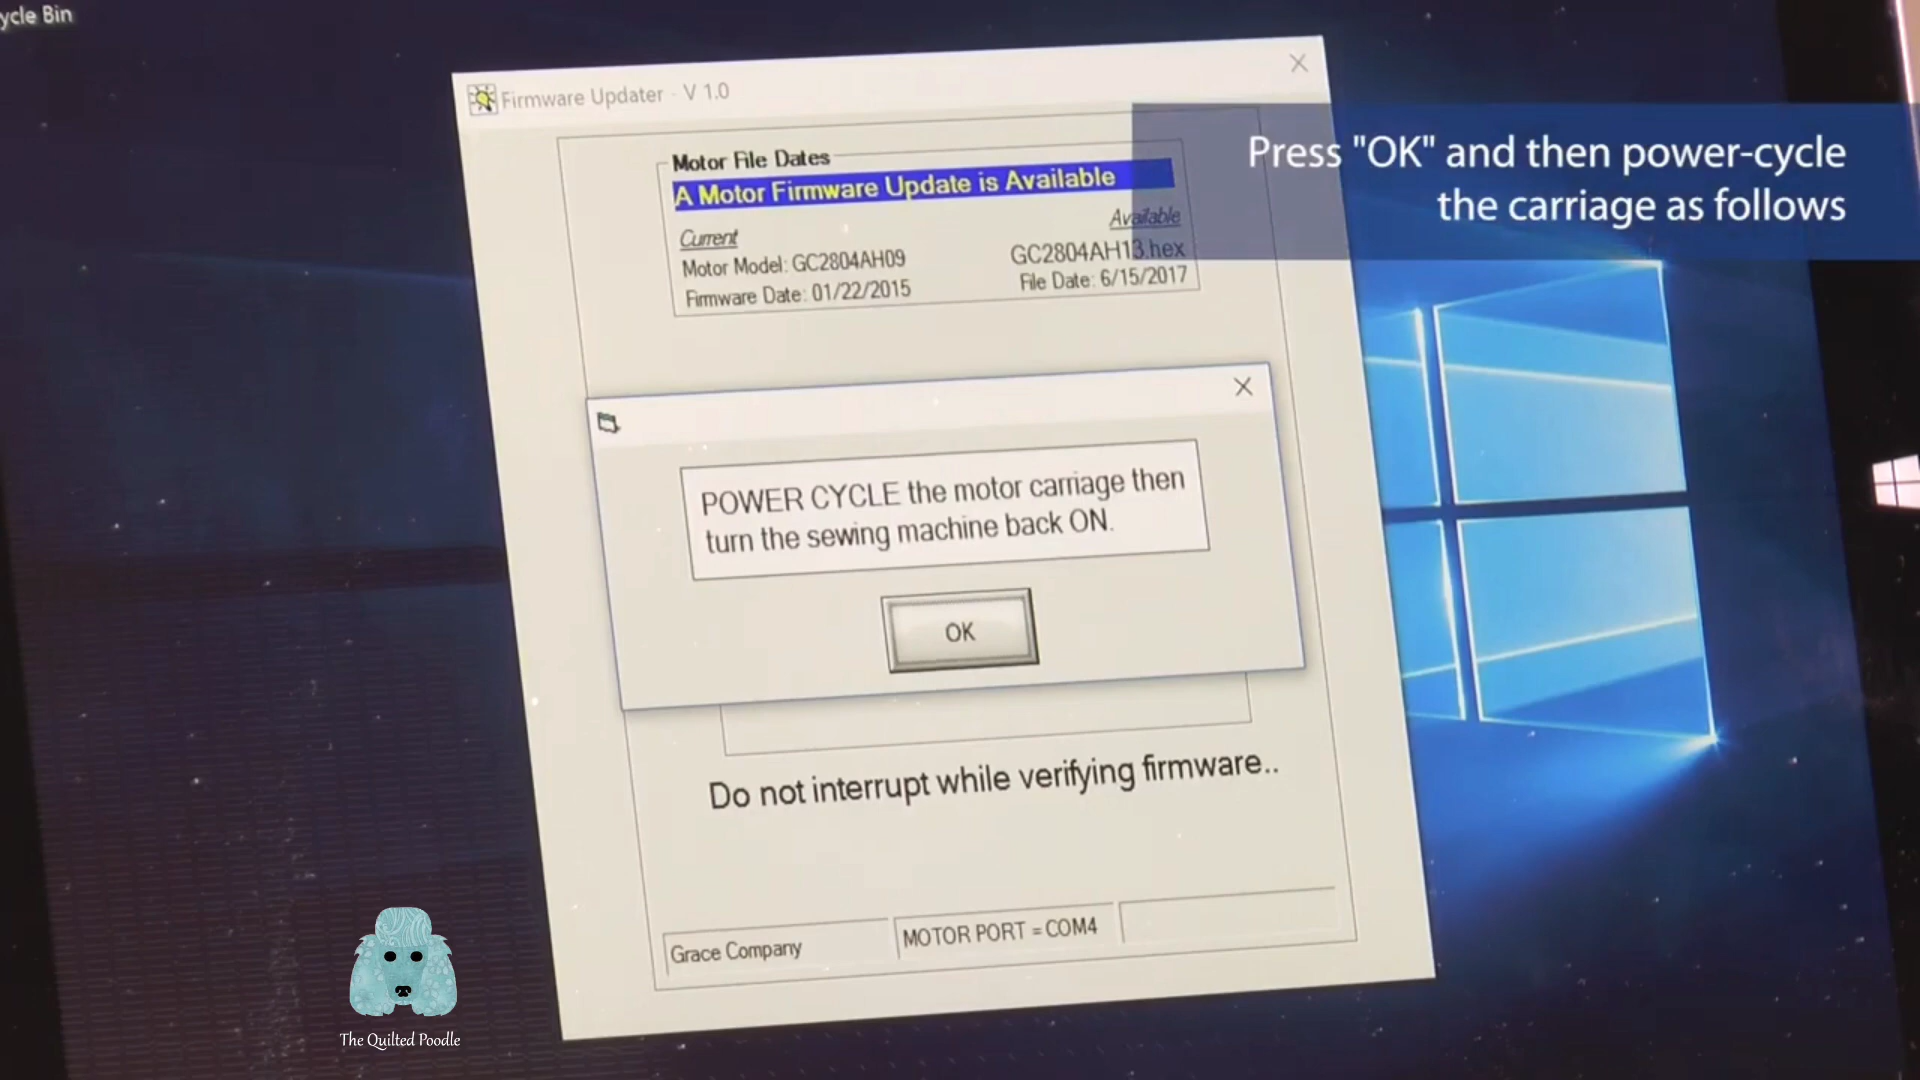 ycle Bin
Firmware Updater - V 1.0
Press "OK" and then power-cycle
the carriage as follows
Motor File Dates
A Motor Firmware Update is Available
Current
Available
Motor Model: GC2804AH09
GC2804AH13.hex
Firmware Date: 01/22/2015
File Date: 6/15/2017
POWER CYCLE the motor carriage then
turn the sewing machine back ON.
OK
Do not interrupt while verifying firmware..
Grace Company
MOTOR PORT = COM4
The Quilted Poodle